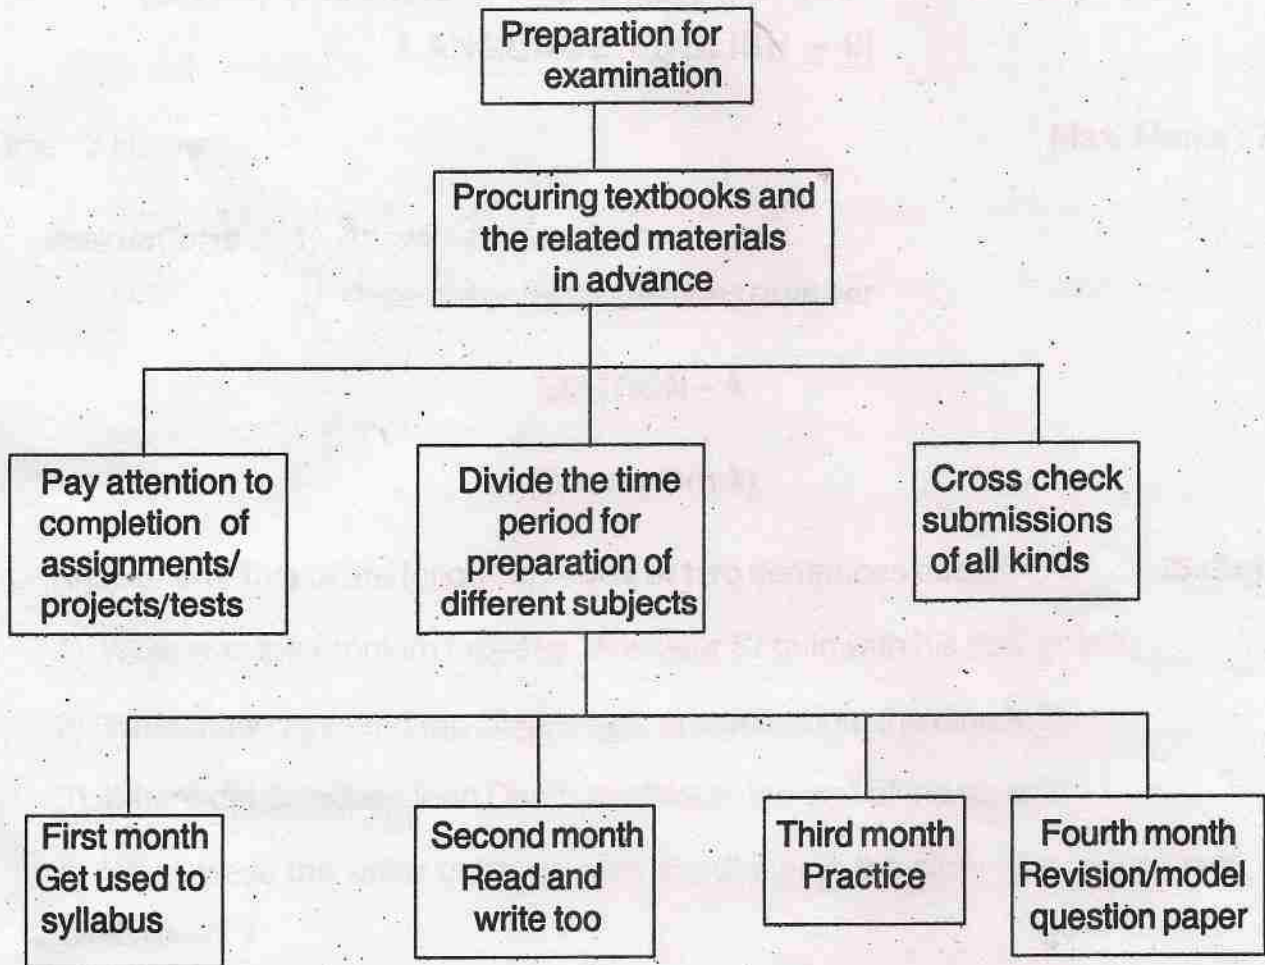 Preparation for
examination
Procuring textbooks and
the related materials
in advance
Pay attention to
completion of
assignments/
projects/tests
Divide the time
period for
preparation of
different subjects
Cross check
submissions
of all kinds
First month
Get used to
syllabus
Second month
Read and
write too
Third month
Practice
Fourth month
Revision/model
question paper